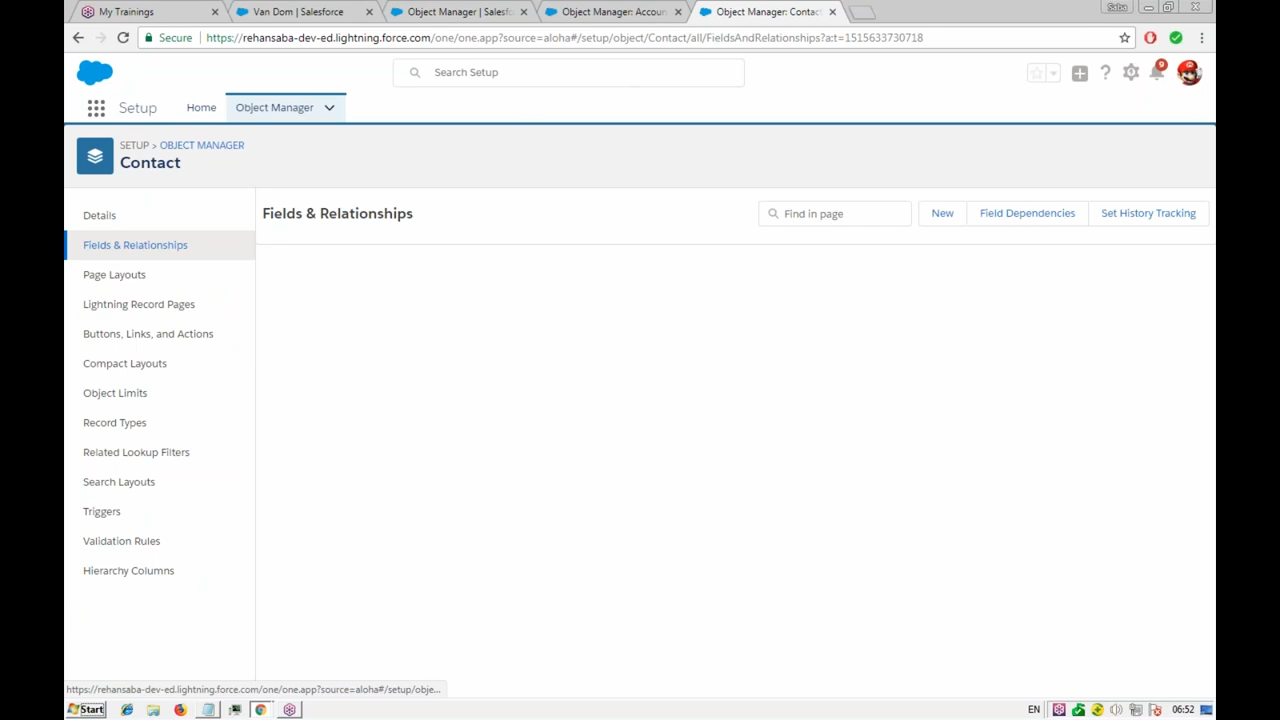 My Trainings
Van Dom | Salesforce
Object Manager | Salesf
Object Manager: Accoun
Object Manager: Contac
Saba
Secure
https://rehansaba-dev-ed.lightning.force.com/one/one.app?source=aloha#/setup/object/Contact/all/FieldsAndRelationships?at=1515633730718
Search Setup
9
Setup
Home
Object Manager
SETUP > OBJECT MANAGER
Contact
Details
Fields & Relationships
Page Layouts
Lightning Record Pages
Buttons, Links, and Actions
Compact Layouts
Object Limits
Record Types
Related Lookup Filters
Search Layouts
Triggers
Validation Rules
Hierarchy Columns
Fields & Relationships
Find in page
New
Field Dependencies
Set History Tracking
https://rehansaba-dev-ed.lightning.force.com/one/one.app?source=aloha#/setup/obje...
Start
EN
06:52